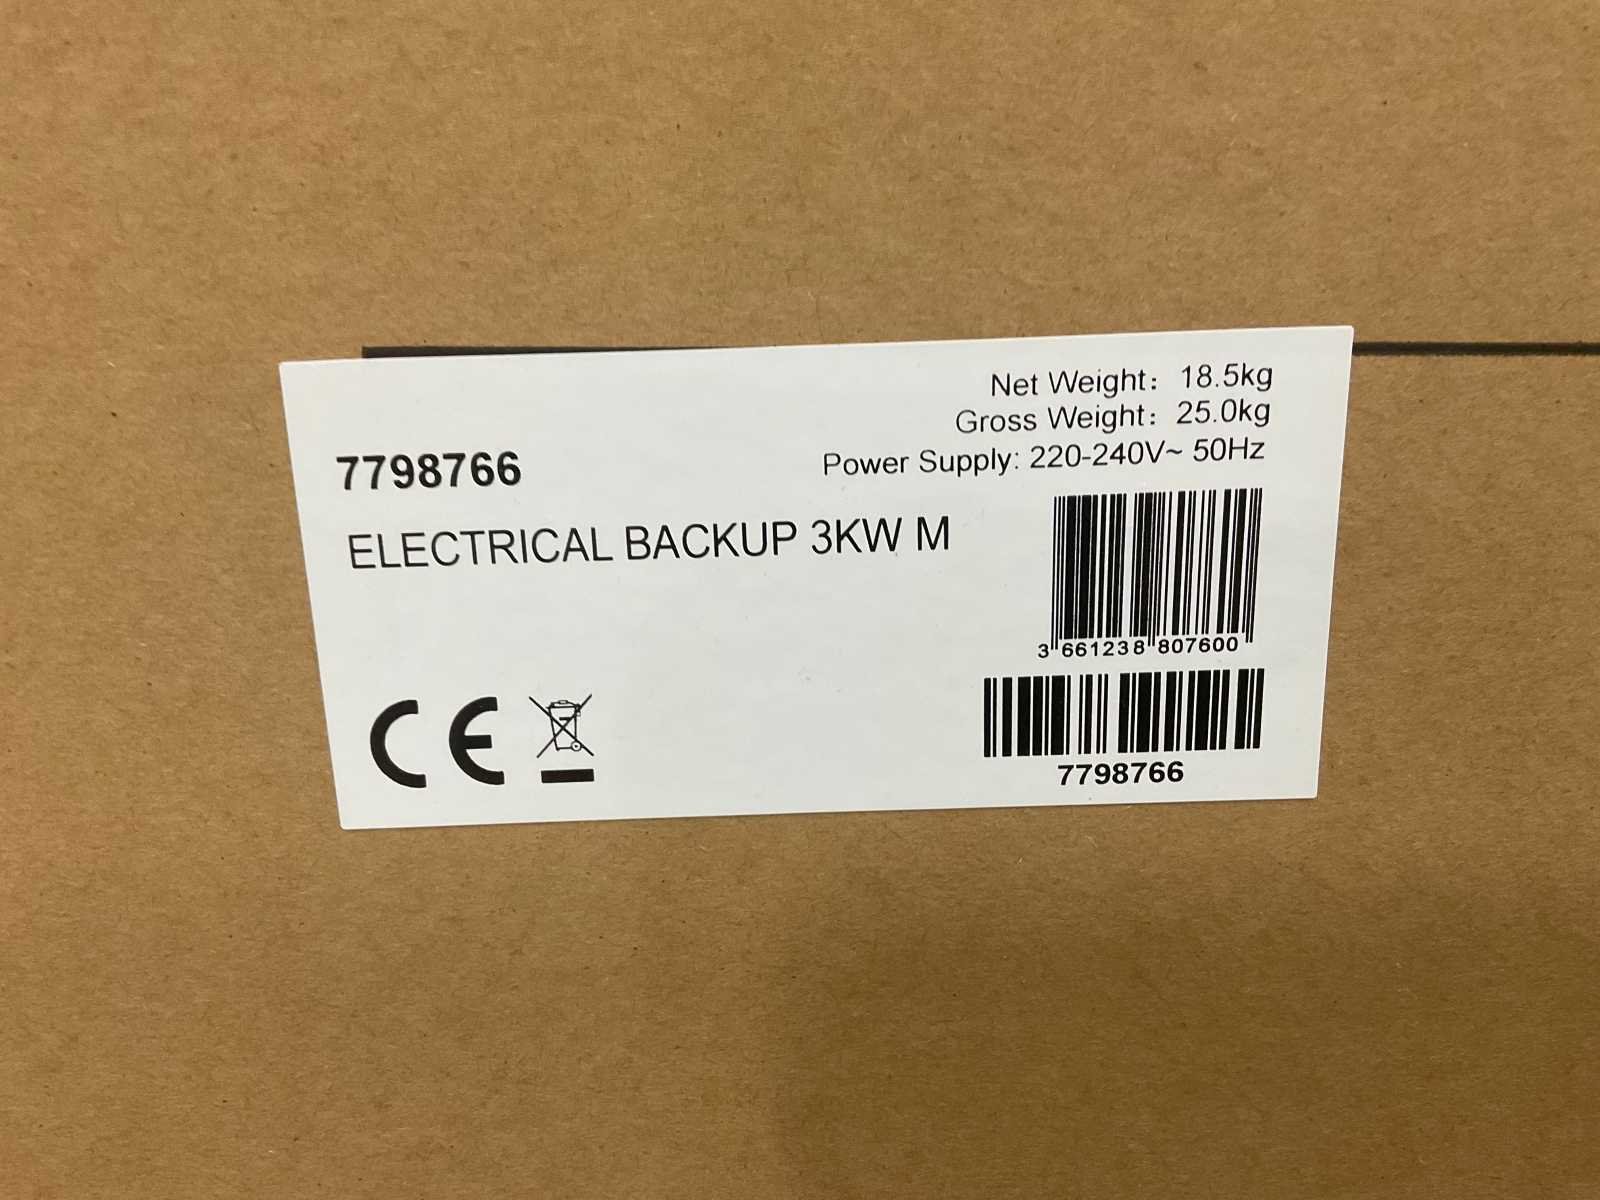 Net Weight: 18.5kg
Gross Weight: 25.0kg
Power Supply: 220-240V~ 50Hz
7798766
ELECTRICAL BACKUP 3KW M
3 661238 807600
CE
7798766